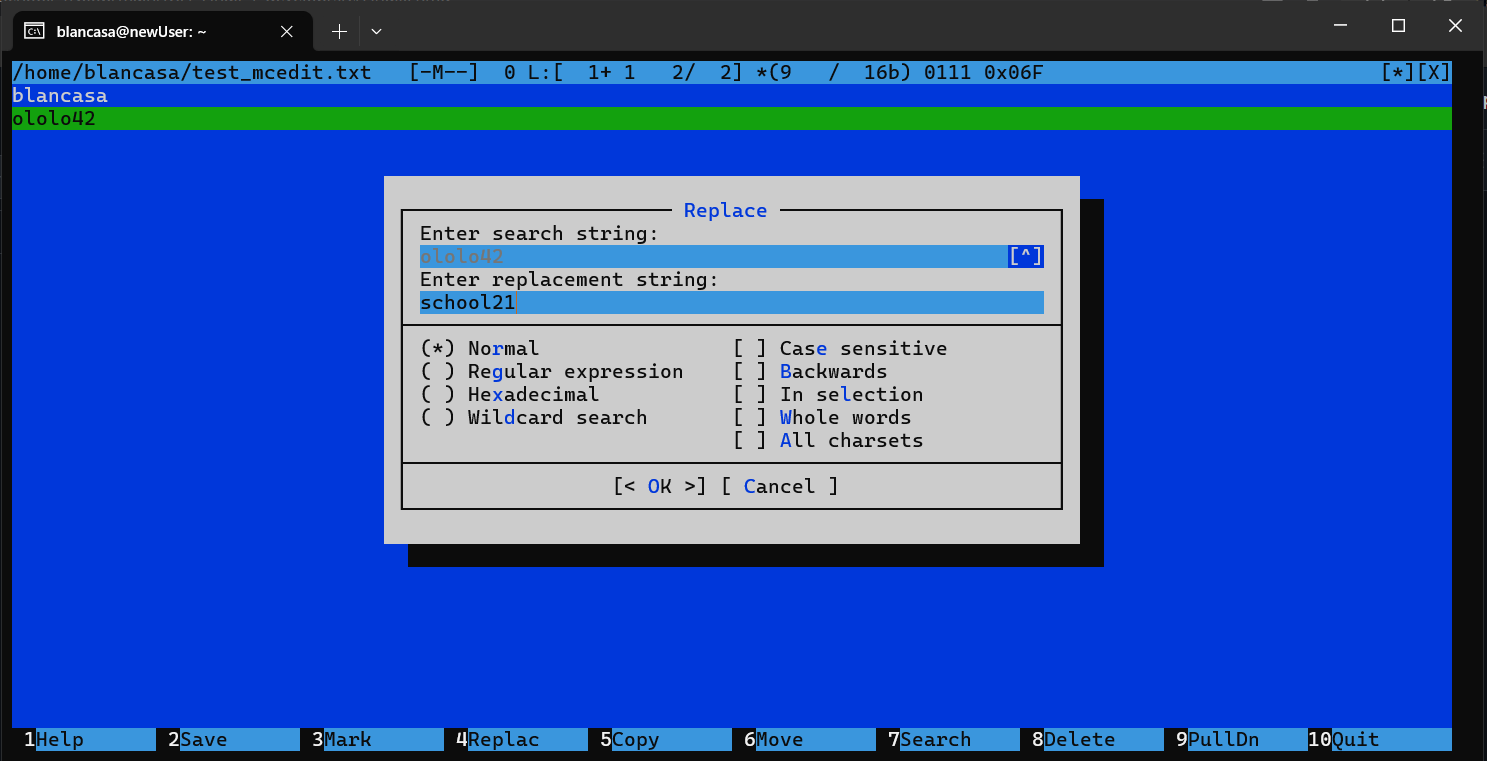 blancasa@newUser: ~
/home/blancasa/test_mcedit.txt [-M--] 0 L:[ 1+ 1 2/ 2] *(9 / 16b) 0111 0x06F [*][X]
blancasa
ololo42
Replace
Enter search string:
ololo42 [^]
Enter replacement string:
school21
(*) Normal [ ] Case sensitive
( ) Regular expression [ ] Backwards
( ) Hexadecimal [ ] In selection
( ) Wildcard search [ ] Whole words
[ ] All charsets
[< OK >] [ Cancel ]
1Help 2Save 3Mark 4Replac 5Copy 6Move 7Search 8Delete 9PullDn 10Quit